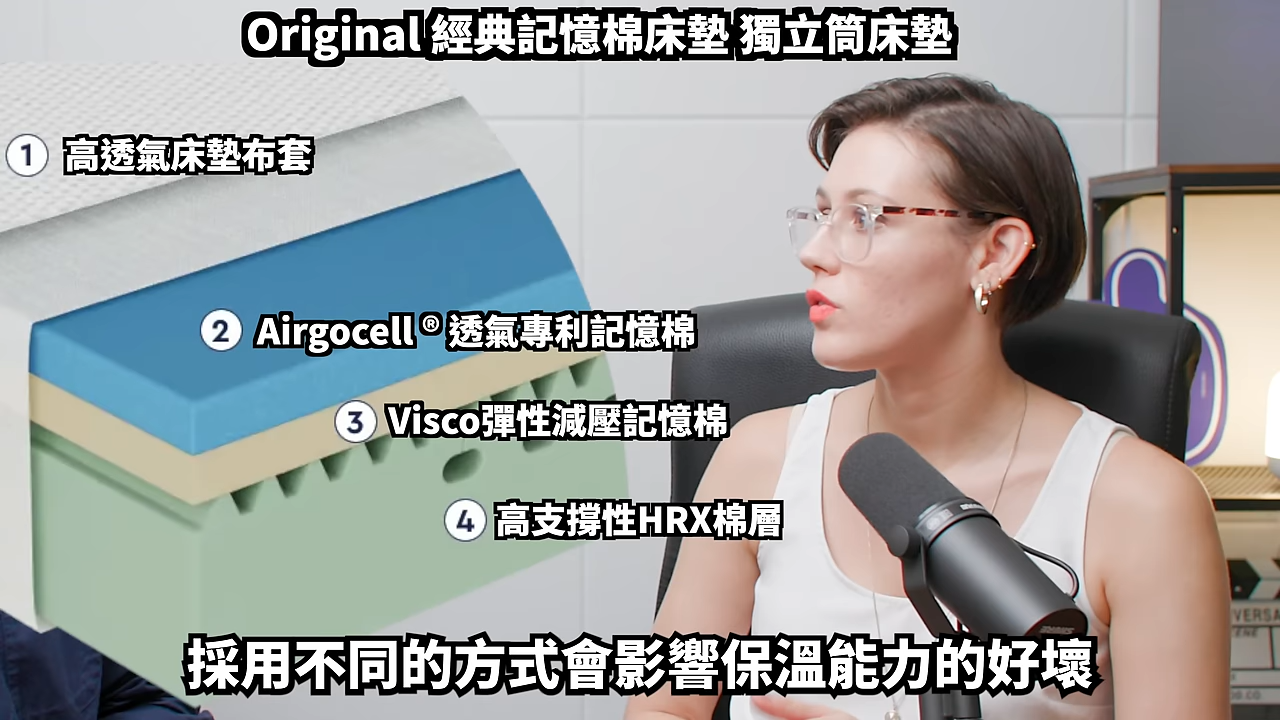 Original 經典記憶棉床墊 獨立筒床墊
1 高透氣床墊布套
2 Airgocell® 透氣專利記憶棉
3 Visco彈性減壓記憶棉
4 高支撐性HRX棉層
VERSA
採用不同的方式會影響保溫能力的好壞